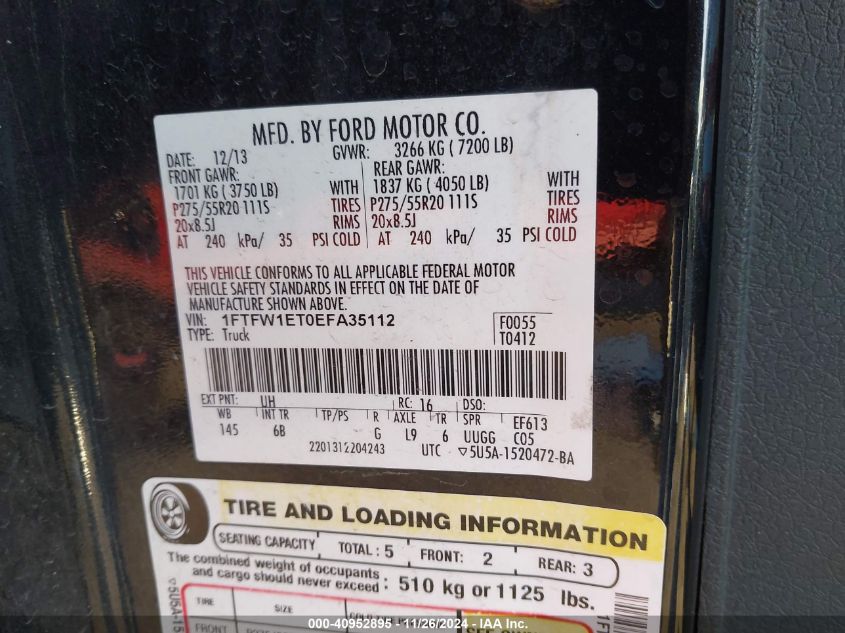 MFD. BY FORD MOTOR CO.
DATE: 12/13 GVWR: 3266 KG ( 7200 LB)
FRONT GAWR: REAR GAWR:
1701 KG ( 3750 LB) WITH 1837 KG ( 4050 LB) WITH
P275/55R20 111S TIRES P275/55R20 111S TIRES
20x8.5J RIMS 20x8.5J RIMS
AT 240 kPa/ 35 PSI COLD AT 240 kPa/ 35 PSI COLD
THIS VEHICLE CONFORMS TO ALL APPLICABLE FEDERAL MOTOR
VEHICLE SAFETY STANDARDS IN EFFECT ON THE DATE OF
MANUFACTURE SHOWN ABOVE.
VIN: 1FTFW1ET0EFA35112 F0055
TYPE: Truck T0412
EXT PNT: UH RC: 16 DSO:
WB INT TR TP/PS R AXLE TR SPR EF613
145 6B G L9 6 UUGG C05
2201312204243 UTC ▽5U5A-1520472-BA
TIRE AND LOADING INFORMATION
SEATING CAPACITY TOTAL : 5 FRONT: 2 REAR: 3
The combined weight of occupants
and cargo should never exceed : 510 kg or 1125 lbs.
TIRE SIZE
FRONT
▽5U5A-15
1F
000-40952895 - 11/26/2024 - IAA Inc.